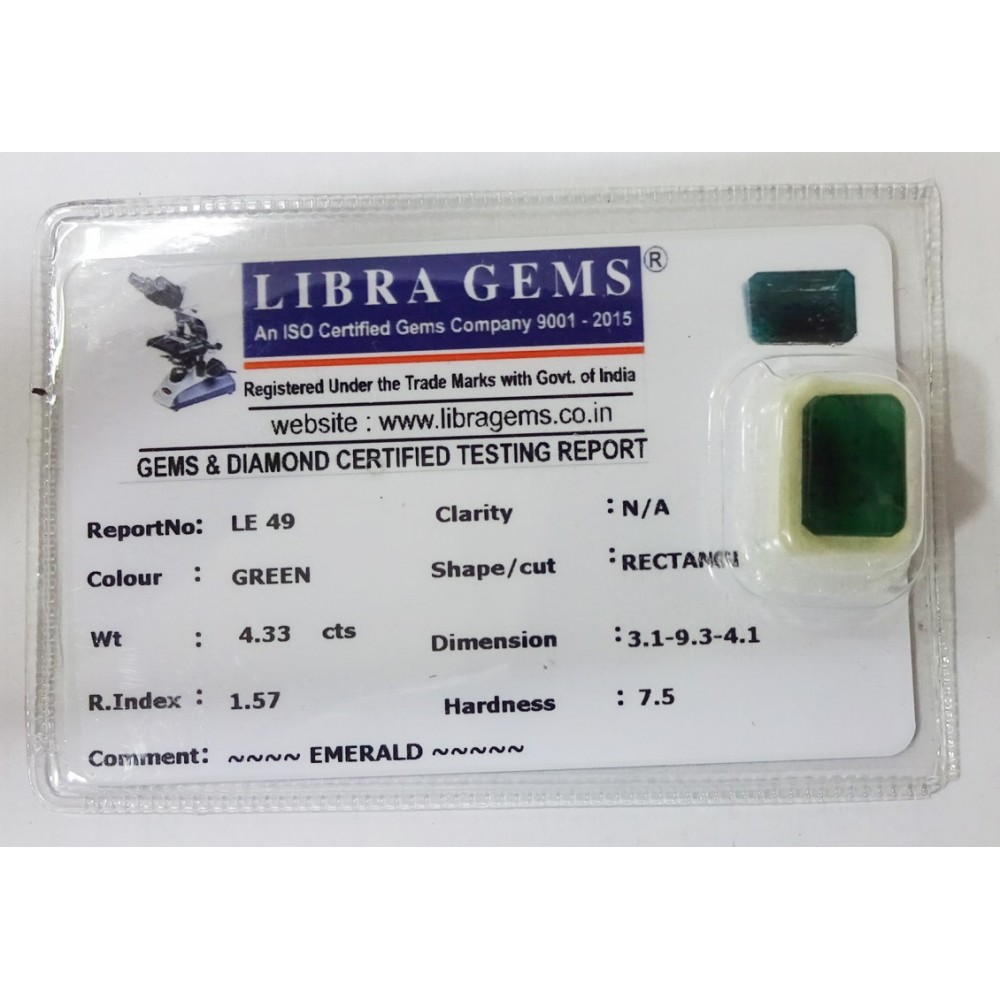 LIBRA GEMS®
An ISO Certified Gems Company 9001 - 2015
Registered Under the Trade Marks with Govt. of India
website : www.libragems.co.in
GEMS & DIAMOND CERTIFIED TESTING REPORT
ReportNo: LE 49 Clarity : N/A
Colour : GREEN Shape/cut :
Wt : 4.33 cts Dimension : 3.1-9.3-4.1
R.Index : 1.57 Hardness : 7.5
Comment: ~~~~ EMERALD ~~~~~